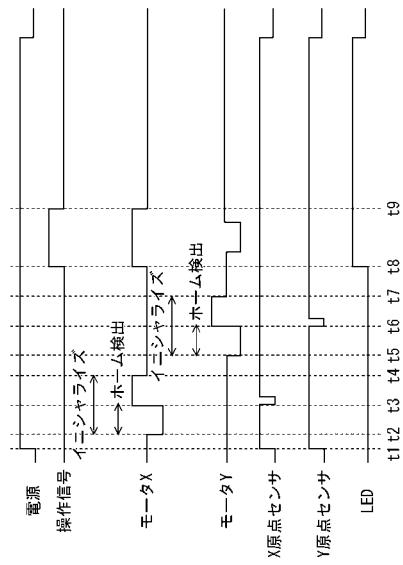 電源
操作信号
イニシャライズ
ホーム検出
モータX
イニシャライズ
ホーム検出
モータY
X原点センサ
Y原点センサ
LED
t1 t2 t3 t4 t5 t6 t7 t8 t9